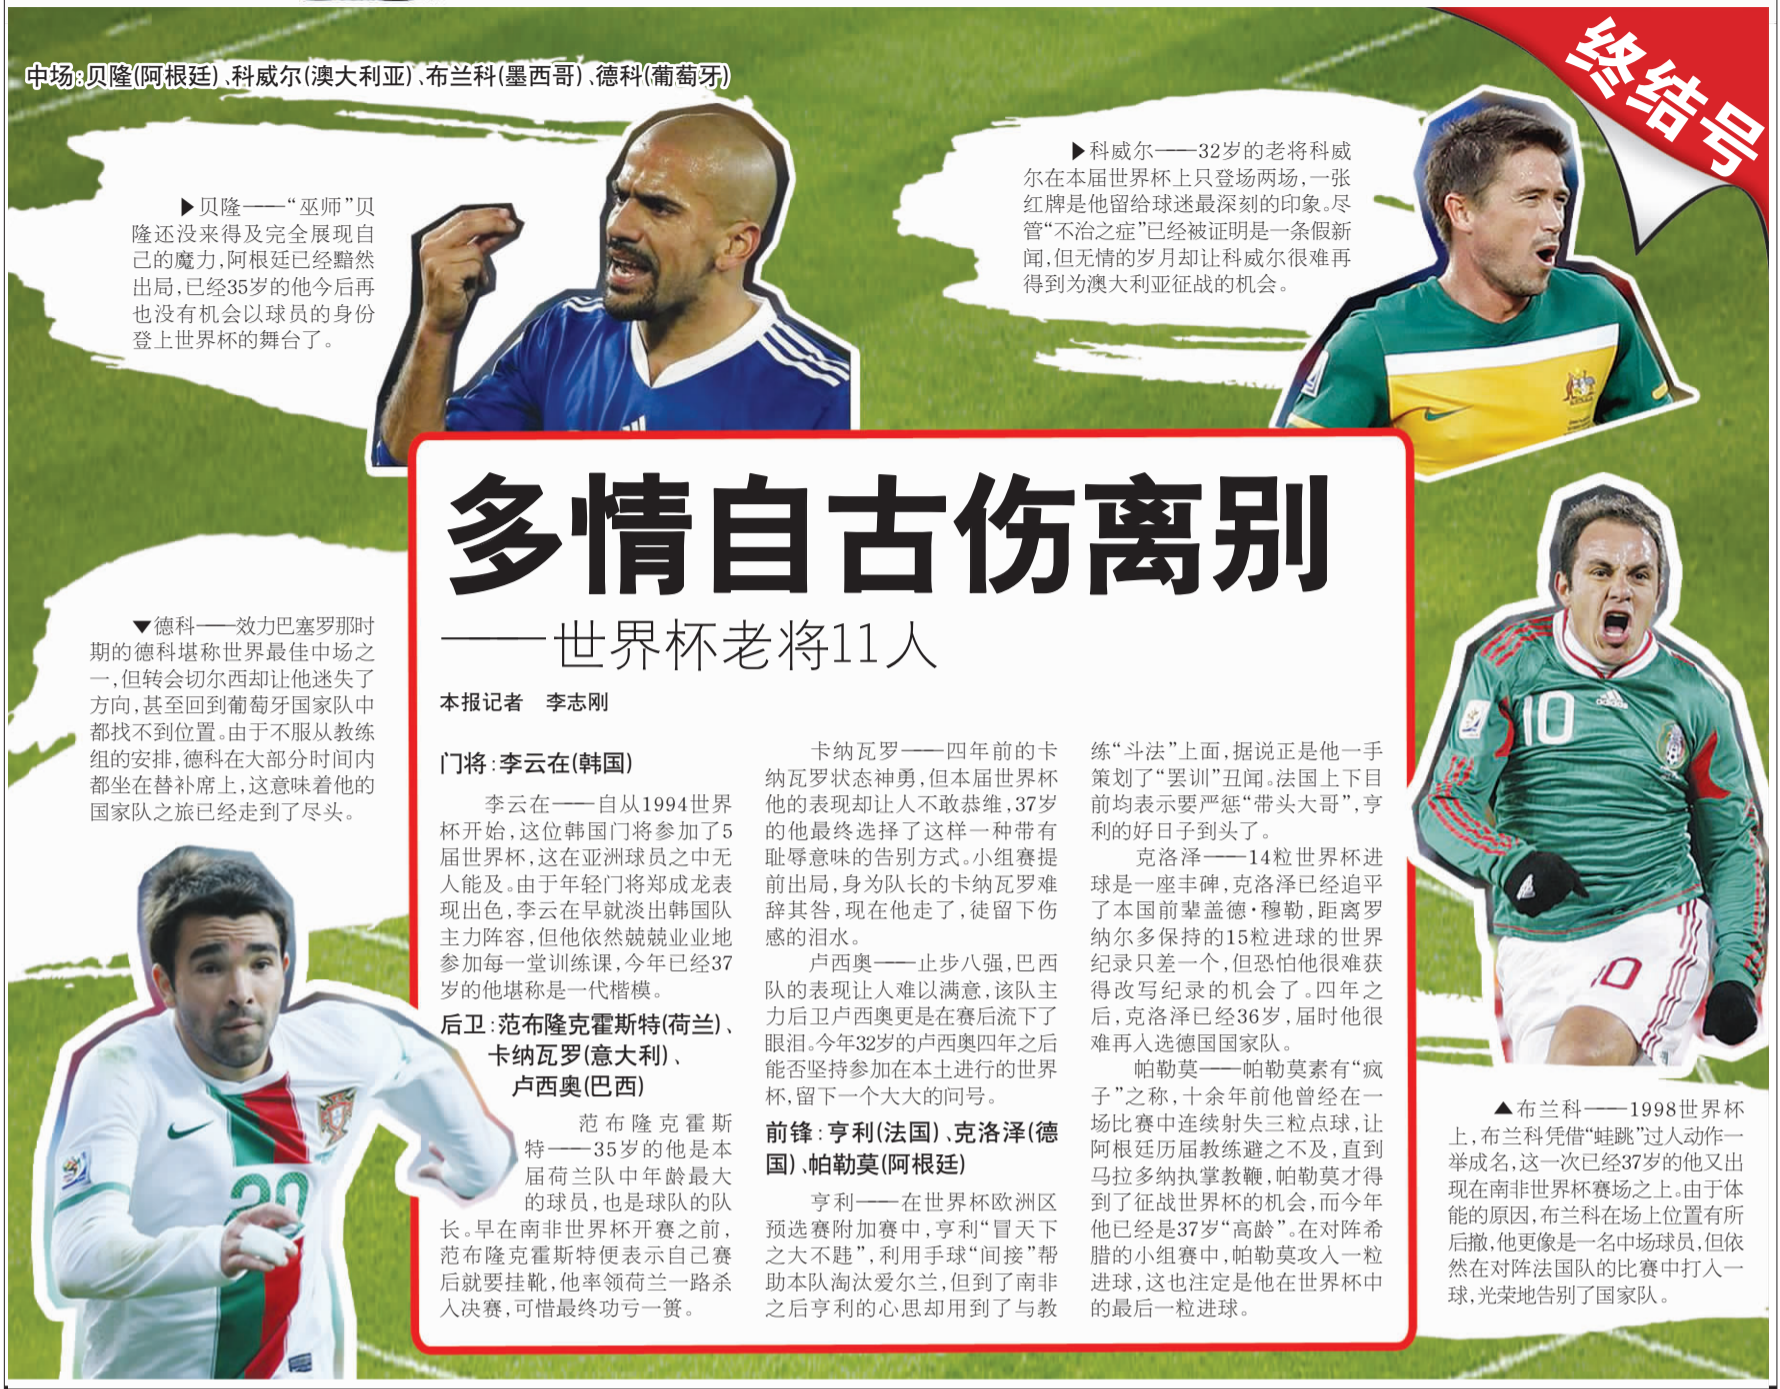 终结号
中场:贝隆(阿根廷)、科威尔(澳大利亚)、布兰科(墨西哥)、德科(葡萄牙)
▶贝隆——“巫师”贝
隆还没来得及完全展现自
己的魔力,阿根廷已经黯然
出局,已经35岁的他今后再
也没有机会以球员的身份
登上世界杯的舞台了。
▶科威尔——32岁的老将科威
尔在本届世界杯上只登场两场,一张
红牌是他留给球迷最深刻的印象。尽
管“不治之症”已经被证明是一条假新
闻,但无情的岁月却让科威尔很难再
得到为澳大利亚征战的机会。
多情自古伤离别
——世界杯老将11人
本报记者 李志刚
▼德科——效力巴塞罗那时
期的德科堪称世界最佳中场之
一,但转会切尔西却让他迷失了
方向,甚至回到葡萄牙国家队中
都找不到位置。由于不服从教练
组的安排,德科在大部分时间内
都坐在替补席上,这意味着他的
国家队之旅已经走到了尽头。
门将:李云在(韩国)
李云在——自从1994世界
杯开始,这位韩国门将参加了5
届世界杯,这在亚洲球员之中无
人能及。由于年轻门将郑成龙表
现出色,李云在早就淡出韩国队
主力阵容,但他依然兢兢业业地
参加每一堂训练课,今年已经37
岁的他堪称是一代楷模。
后卫:范布隆克霍斯特(荷兰)、
卡纳瓦罗(意大利)、
卢西奥(巴西)
范布隆克霍斯
特——35岁的他是本
届荷兰队中年龄最大
的球员,也是球队的队
长。早在南非世界杯开赛之前,
范布隆克霍斯特便表示自己赛
后就要挂靴,他率领荷兰一路杀
入决赛,可惜最终功亏一篑。
卡纳瓦罗——四年前的卡
纳瓦罗状态神勇,但本届世界杯
他的表现却让人不敢恭维,37岁
的他最终选择了这样一种带有
耻辱意味的告别方式。小组赛提
前出局,身为队长的卡纳瓦罗难
辞其咎,现在他走了,徒留下伤
感的泪水。
卢西奥——止步八强,巴西
队的表现让人难以满意,该队主
力后卫卢西奥更是在赛后流下了
眼泪。今年32岁的卢西奥四年之后
能否坚持参加在本土进行的世界
杯,留下一个大大的问号。
前锋:亨利(法国)、克洛泽(德
国)、帕勒莫(阿根廷)
亨利——在世界杯欧洲区
预选赛附加赛中,亨利“冒天下
之大不韪”,利用手球“间接”帮
助本队淘汰爱尔兰,但到了南非
之后亨利的心思却用到了与教
练“斗法”上面,据说正是他一手
策划了“罢训”丑闻。法国上下目
前均表示要严惩“带头大哥”,亨
利的好日子到头了。
克洛泽——14粒世界杯进
球是一座丰碑,克洛泽已经追平
了本国前辈盖德·穆勒,距离罗
纳尔多保持的15粒进球的世界
纪录只差一个,但恐怕他很难获
得改写纪录的机会了。四年之
后,克洛泽已经36岁,届时他很
难再入选德国国家队。
帕勒莫——帕勒莫素有“疯
子”之称,十余年前他曾经在一
场比赛中连续射失三粒点球,让
阿根廷历届教练避之不及,直到
马拉多纳执掌教鞭,帕勒莫才得
到了征战世界杯的机会,而今年
他已经是37岁“高龄”。在对阵希
腊的小组赛中,帕勒莫攻入一粒
进球,这也注定是他在世界杯中
的最后一粒进球。
▲布兰科——1998世界杯
上,布兰科凭借“蛙跳”过人动作一
举成名,这一次已经37岁的他又出
现在南非世界杯赛场之上。由于体
能的原因,布兰科在场上位置有所
后撤,他更像是一名中场球员,但依
然在对阵法国队的比赛中打入一
球,光荣地告别了国家队。
10
adidas
10
20